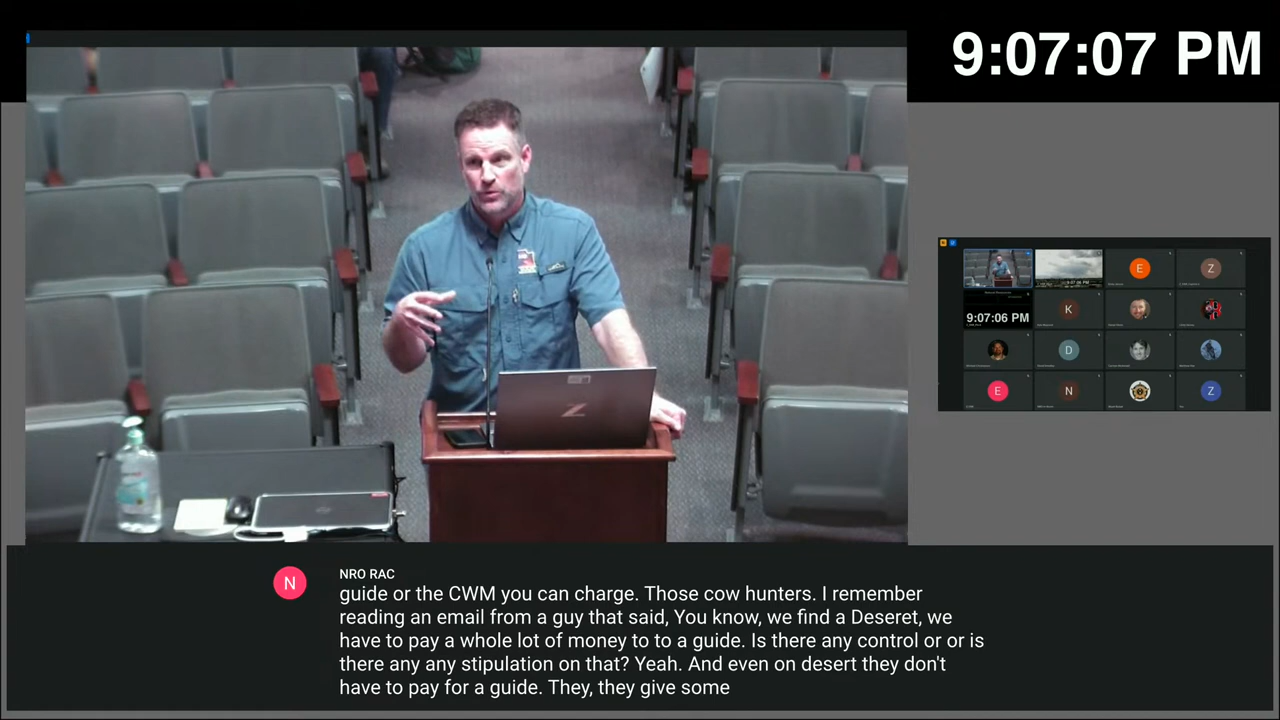 9:07:07 PM
9:07:06 PM
E
Z
K
D
E
N
Z
N
NRO RAC
guide or the CWM you can charge. Those cow hunters. I remember
reading an email from a guy that said, You know, we find a Deseret, we
have to pay a whole lot of money to to a guide. Is there any control or or is
there any any stipulation on that? Yeah. And even on desert they don't
have to pay for a guide. They, they give some